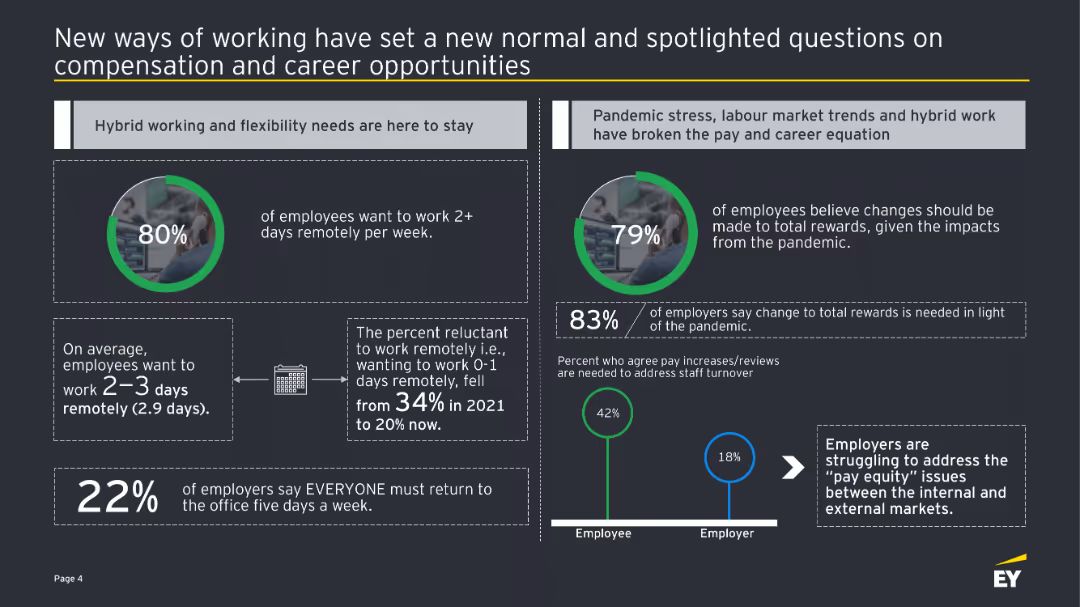 New ways of working have set a new normal and spotlighted questions on
compensation and career opportunities
Hybrid working and flexibility needs are here to stay
80%
of employees want to work 2+
days remotely per week.
On average,
employees want to
work 2–3 days
remotely (2.9 days).
The percent reluctant
to work remotely i.e.,
wanting to work 0-1
days remotely, fell
from 34% in 2021
to 20% now.
22%
of employers say EVERYONE must return to
the office five days a week.
Pandemic stress, labour market trends and hybrid work
have broken the pay and career equation
79%
of employees believe changes should be
made to total rewards, given the impacts
from the pandemic.
83%
of employers say change to total rewards is needed in light
of the pandemic.
Percent who agree pay increases/reviews
are needed to address staff turnover
42%
18%
Employee
Employer
Employers are
struggling to address the
“pay equity” issues
between the internal and
external markets.
Page 4
EY